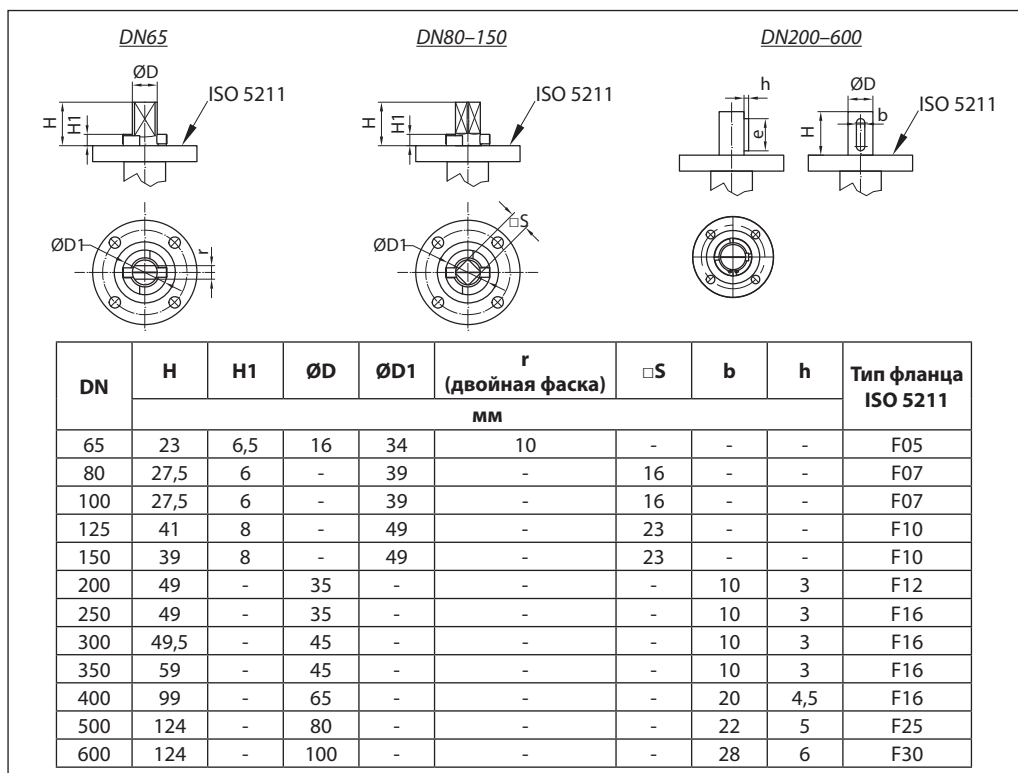 DN65 DN80–150 DN200–600
ØD h ØD
ISO 5211 ISO 5211 ISO 5211
H H1 H H1 e H b
□S
ØD1 r ØD1
DN H H1 ØD ØD1 r (двойная фаска) □S b h Тип фланца ISO 5211
мм
65 23 6,5 16 34 10 - - - F05
80 27,5 6 - 39 - 16 - - F07
100 27,5 6 - 39 - 16 - - F07
125 41 8 - 49 - 23 - - F10
150 39 8 - 49 - 23 - - F10
200 49 - 35 - - - 10 3 F12
250 49 - 35 - - - 10 3 F16
300 49,5 - 45 - - - 10 3 F16
350 59 - 45 - - - 10 3 F16
400 99 - 65 - - - 20 4,5 F16
500 124 - 80 - - - 22 5 F25
600 124 - 100 - - - 28 6 F30